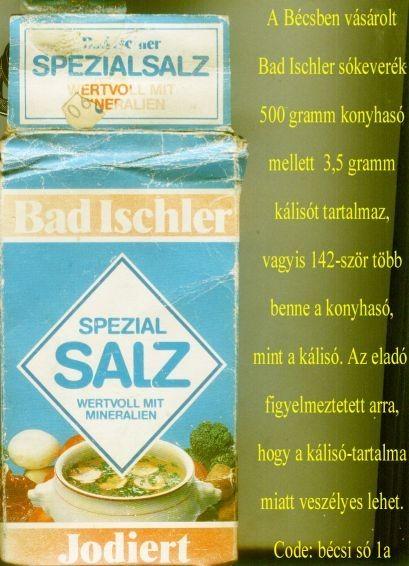 Bad Ischler
SPEZIALSALZ
WERTVOLL MIT
MINERALIEN
Bad Ischler
SPEZIAL
SALZ
WERTVOLL MIT
MINERALIEN
Jodiert
A Bécsben vásárolt
Bad Ischler sókeverék
500 gramm konyhasó
mellett 3,5 gramm
kálisót tartalmaz,
vagyis 142-ször több
benne a konyhasó,
mint a kálisó. Az eladó
figyelmeztetett arra,
hogy a kálisó-tartalma
miatt veszélyes lehet.
Code: bécsi só 1a